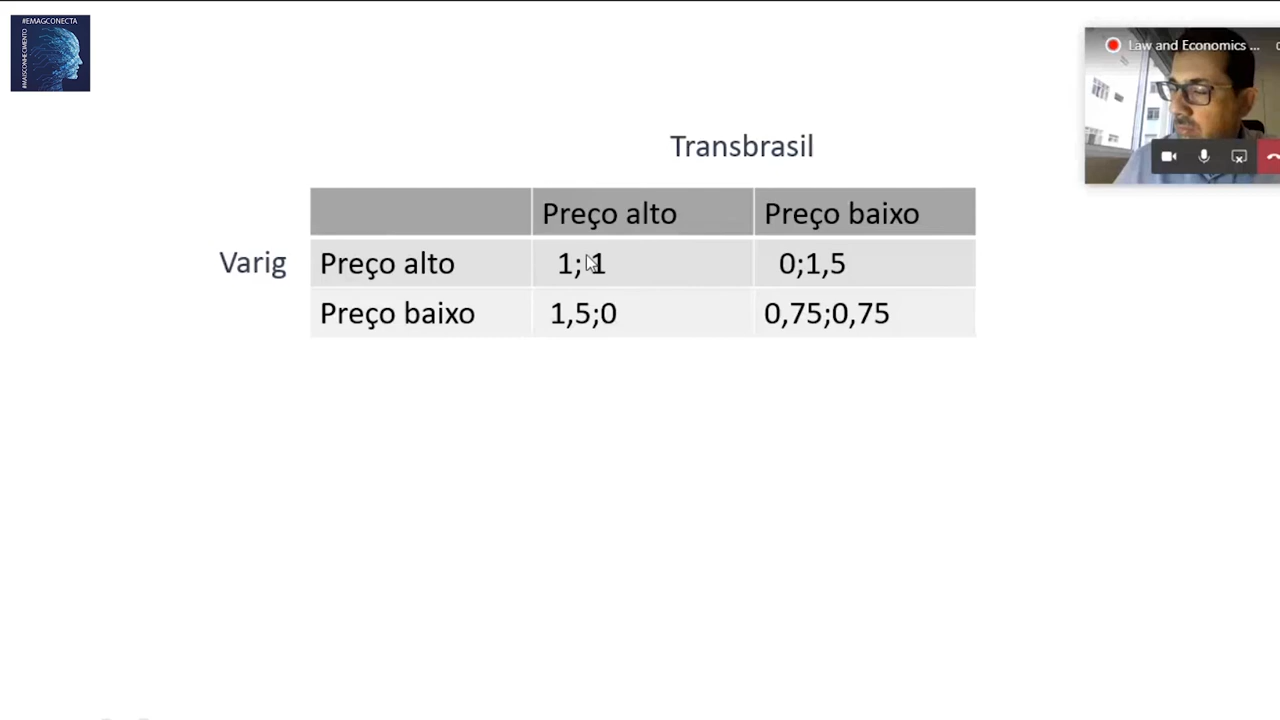 #EMAGCONECTA
#MAISCONHECIMENTO
Law and Economics ...
Transbrasil
Preço alto Preço baixo
Varig Preço alto 1; 1 0;1,5
Preço baixo 1,5;0 0,75;0,75